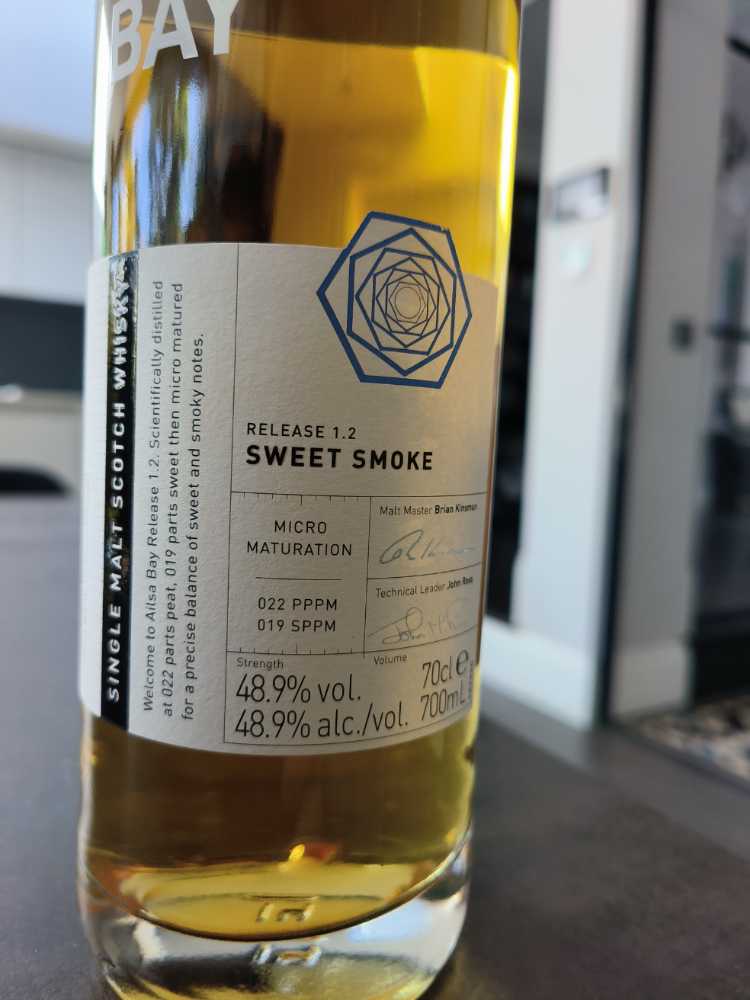 BAY
SINGLE MALT SCOTCH WHISKY
Welcome to Ailsa Bay Release 1.2. Scientifically distilled
at 022 parts peat, 019 parts sweet then micro matured
for a precise balance of sweet and smoky notes.
RELEASE 1.2
SWEET SMOKE
MICRO
MATURATION
022 PPPM
019 SPPM
Malt Master Brian Kinsman
Technical Leader John Ross
Strength
48.9% vol.
48.9% alc./vol.
Volume
70cl ℮
700mL